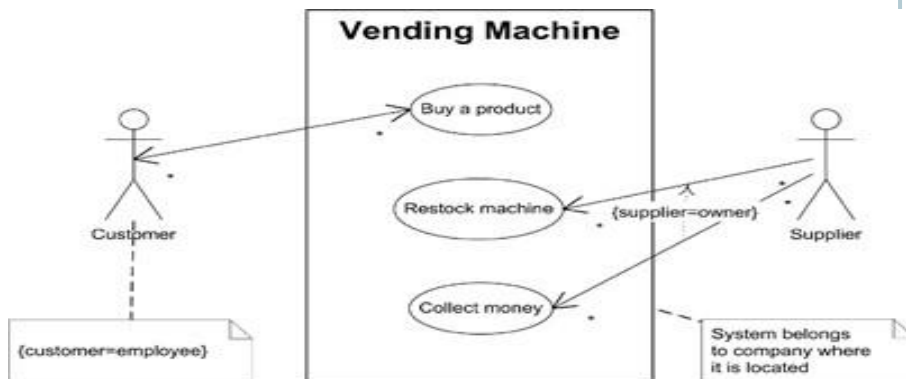 Vending Machine
Buy a product
Restock machine
{supplier=owner}
Customer
Supplier
Collect money
{customer=employee}
System belongs
to company where
it is located